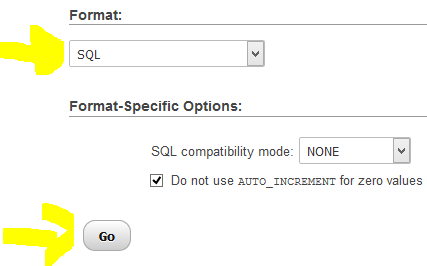 Format:
SQL
Format-Specific Options:
SQL compatibility mode: NONE
Do not use AUTO_INCREMENT for zero values
Go